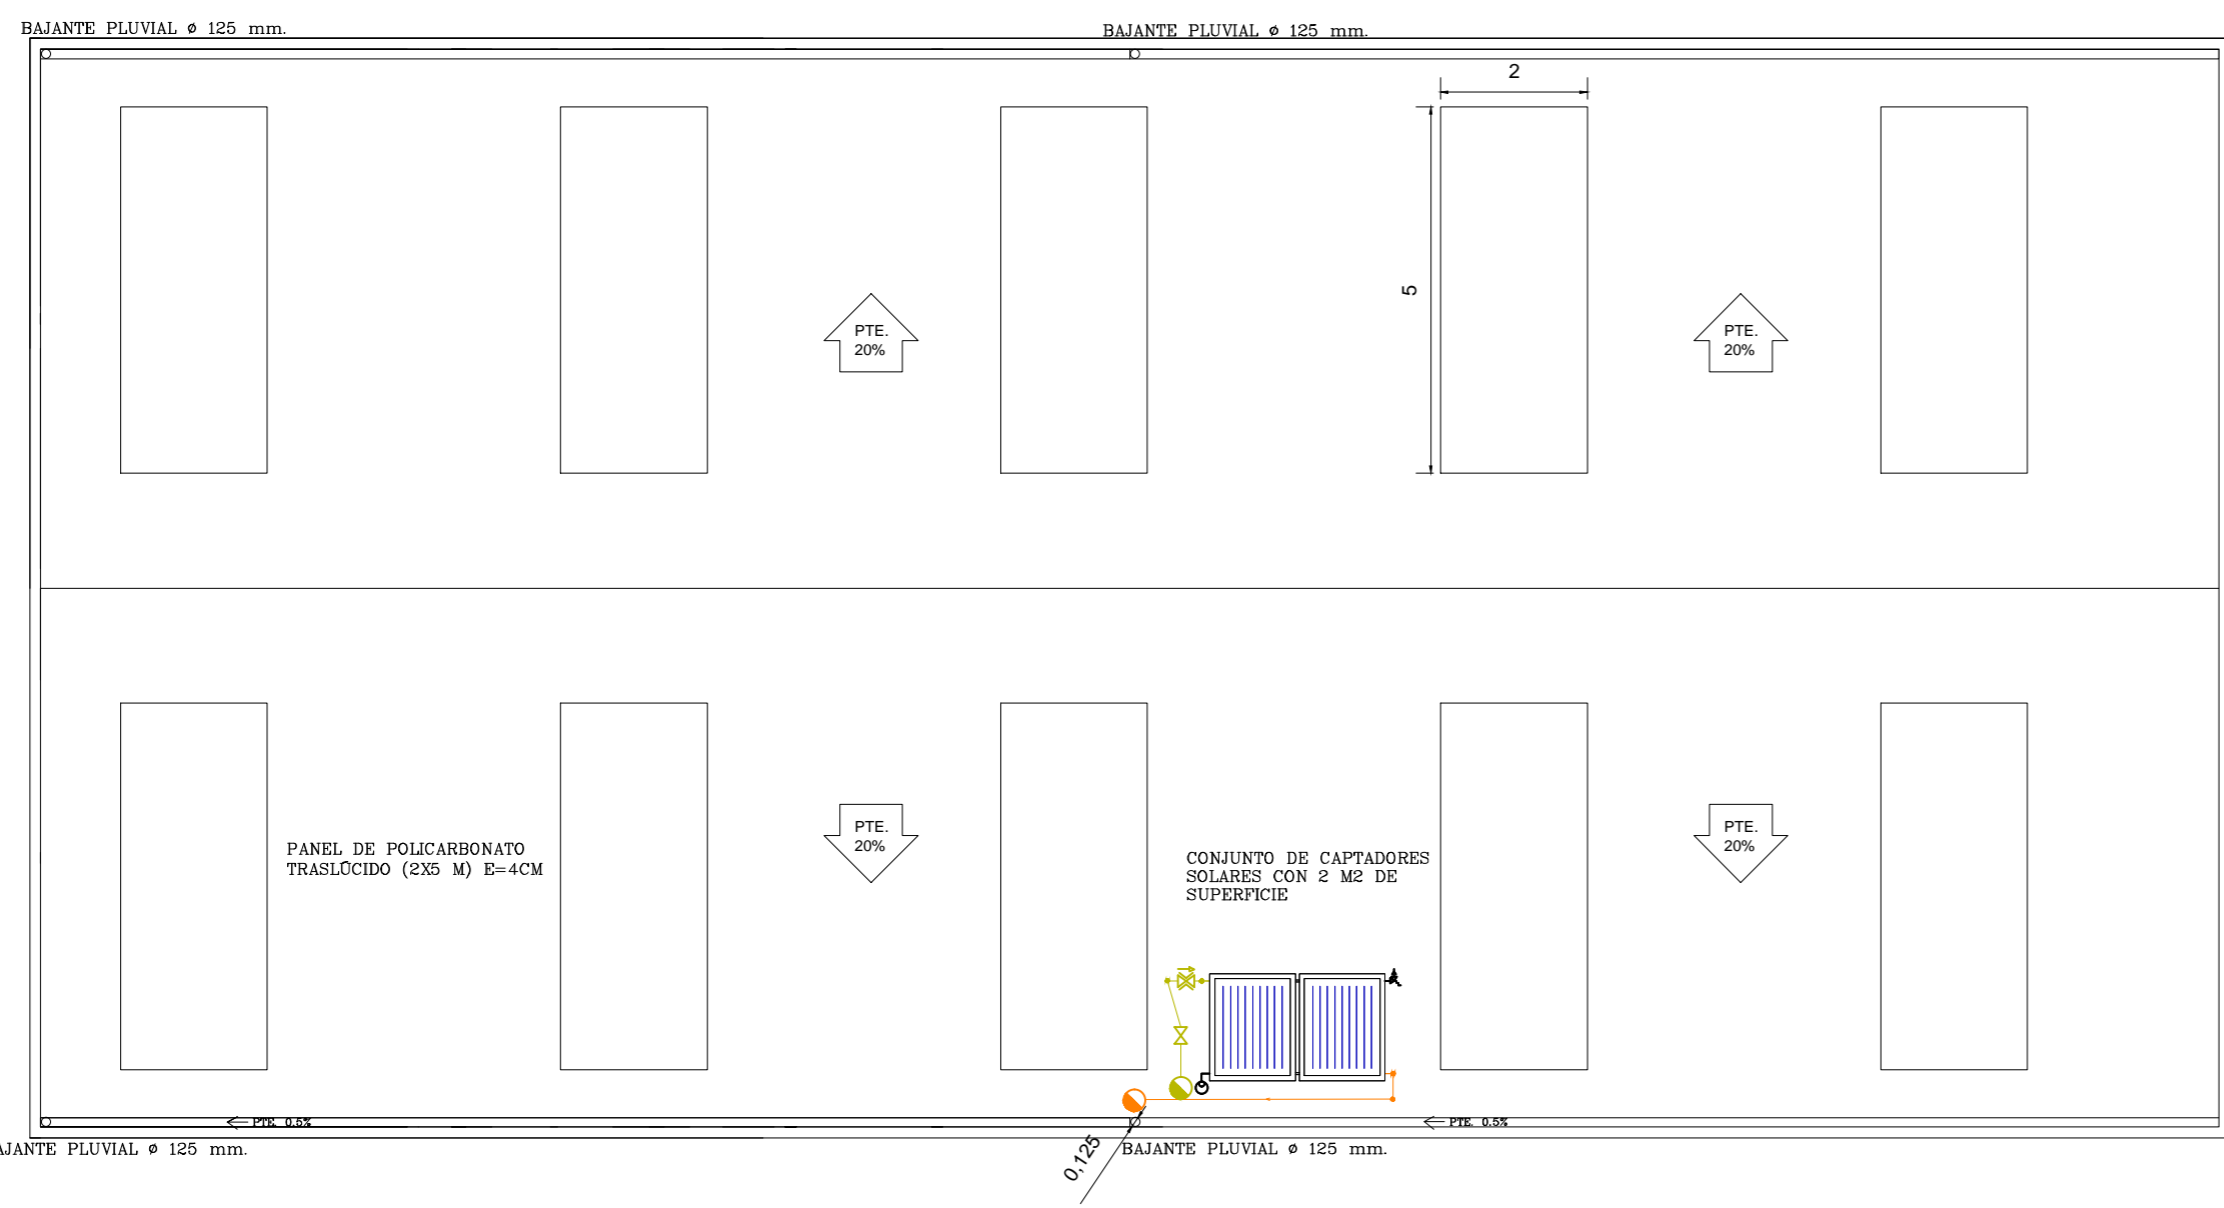 BAJANTE PLUVIAL ø 125 mm.
BAJANTE PLUVIAL ø 125 mm.
2
5
PTE.
20%
PTE.
20%
PTE.
20%
PTE.
20%
PANEL DE POLICARBONATO
TRASLÚCIDO (2X5 M) E=4CM
CONJUNTO DE CAPTADORES
SOLARES CON 2 M2 DE
SUPERFICIE
PTE. 0.5%
PTE. 0.5%
AJANTE PLUVIAL ø 125 mm.
0,125
BAJANTE PLUVIAL ø 125 mm.